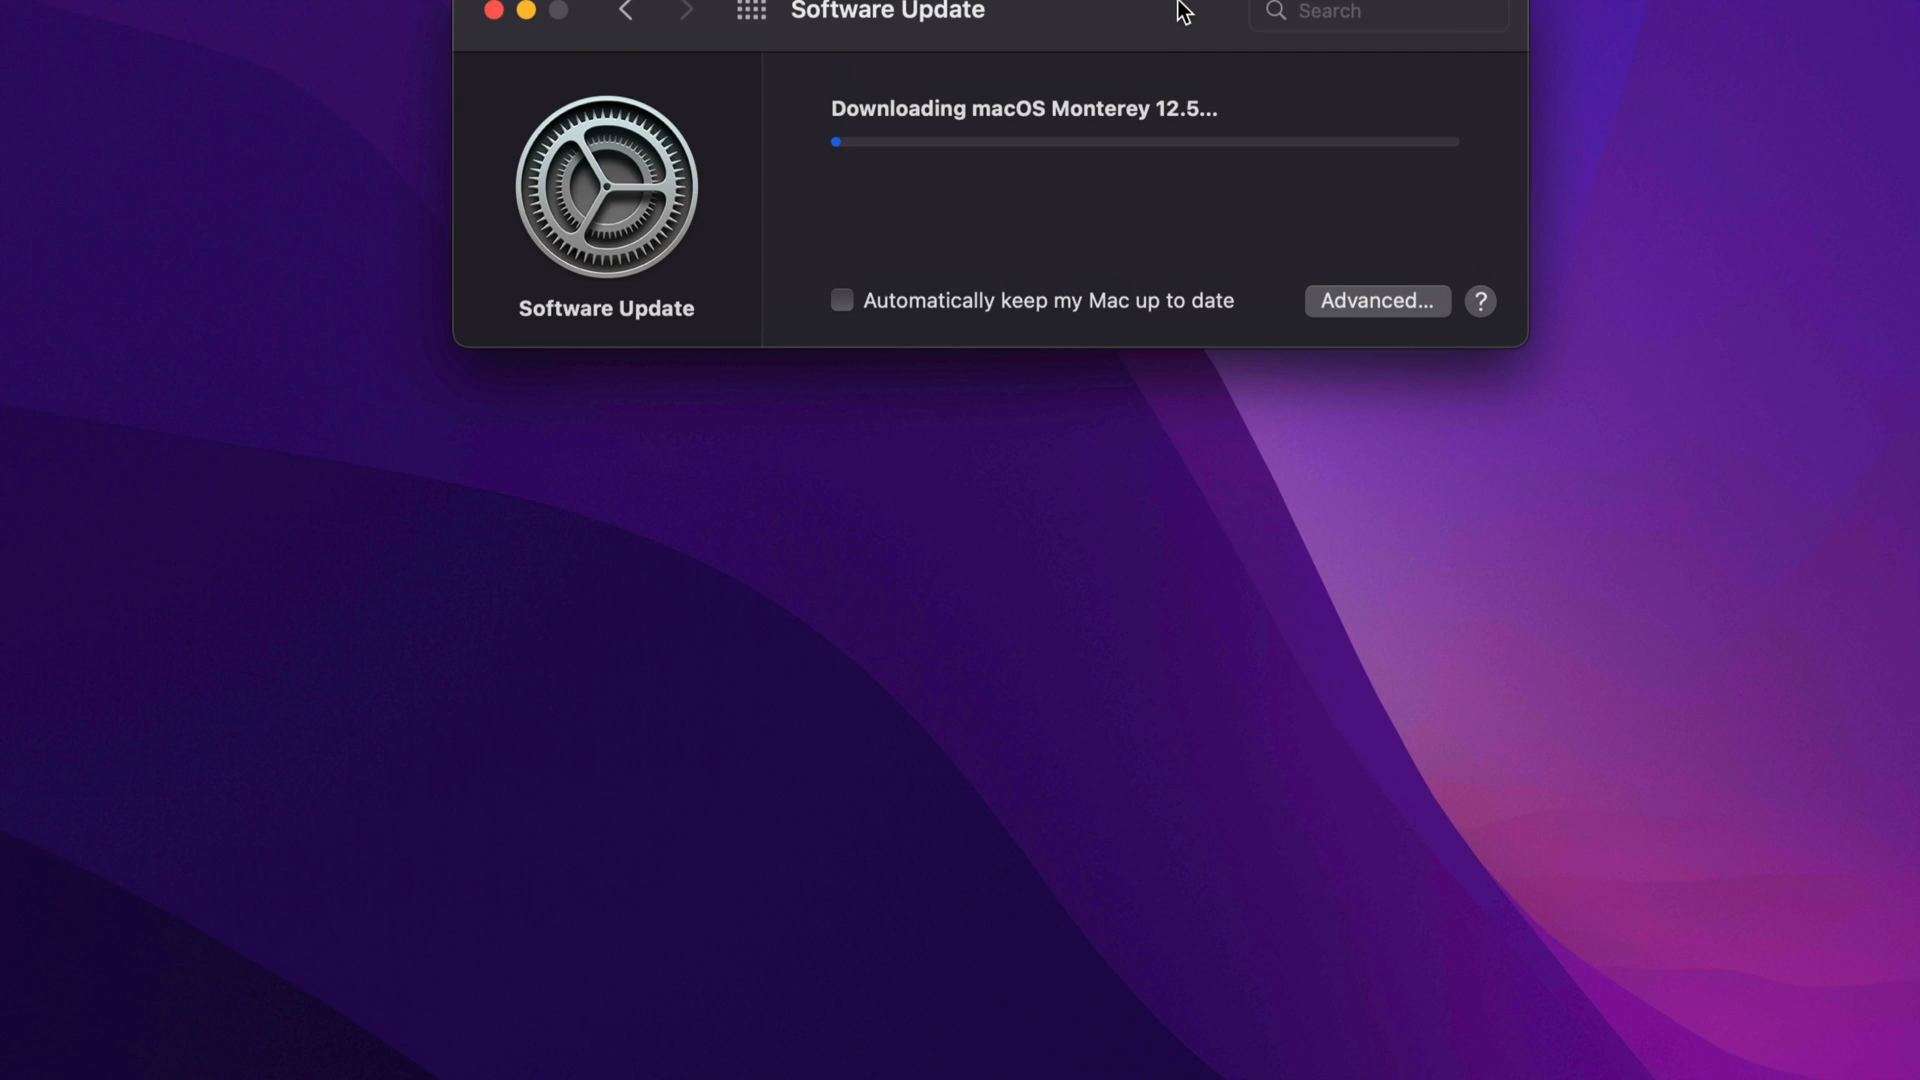 Software Update
Search
Downloading macOS Monterey 12.5...
Software Update
Automatically keep my Mac up to date
Advanced...
?